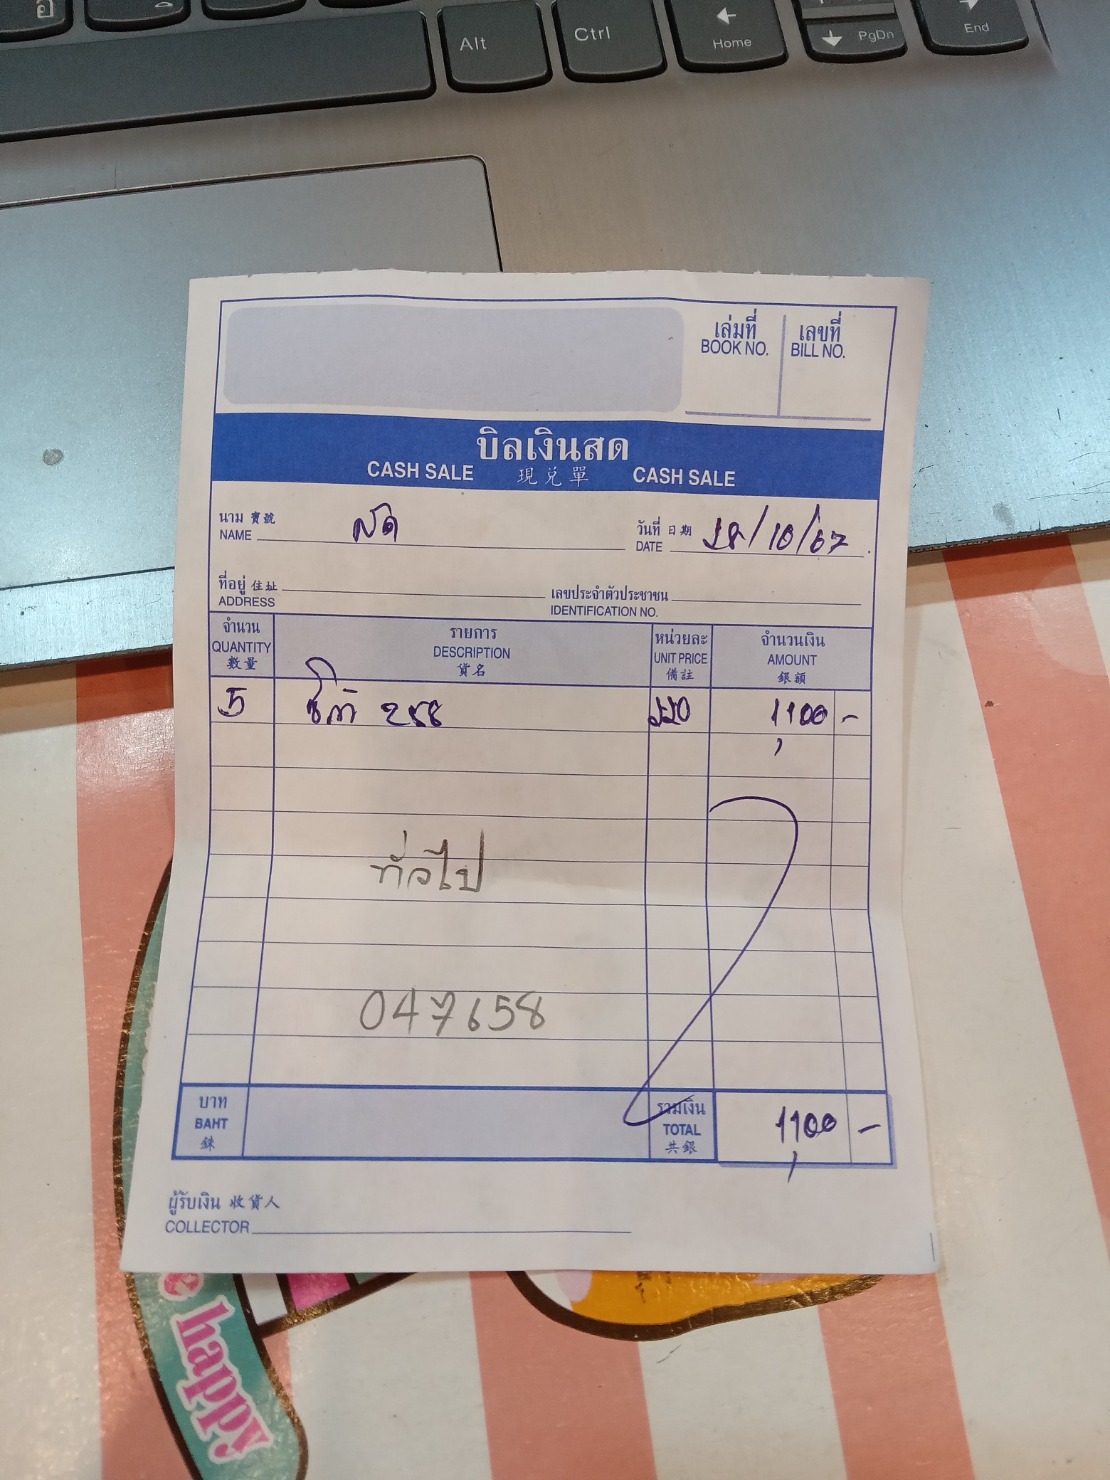 อ
Alt
Ctrl
Home
PgDn
End
เล่มที่
BOOK NO.
เลขที่
BILL NO.
บิลเงินสด
CASH SALE 現兌單 CASH SALE
นาม 寶號
NAME สด
วันที่ 日期
DATE 18/10/67
ที่อยู่ 住址
ADDRESS
เลขประจำตัวประชาชน
IDENTIFICATION NO.
จำนวน
QUANTITY
數量
รายการ
DESCRIPTION
貨名
หน่วยละ
UNIT PRICE
備註
จำนวนเงิน
AMOUNT
銀額
5 258 220 1,100 -
ทั่วไป
047658
บาท
BAHT
銖
รวมเงิน
TOTAL
共銀
1,100 -
ผู้รับเงิน 收貨人
COLLECTOR
e happy